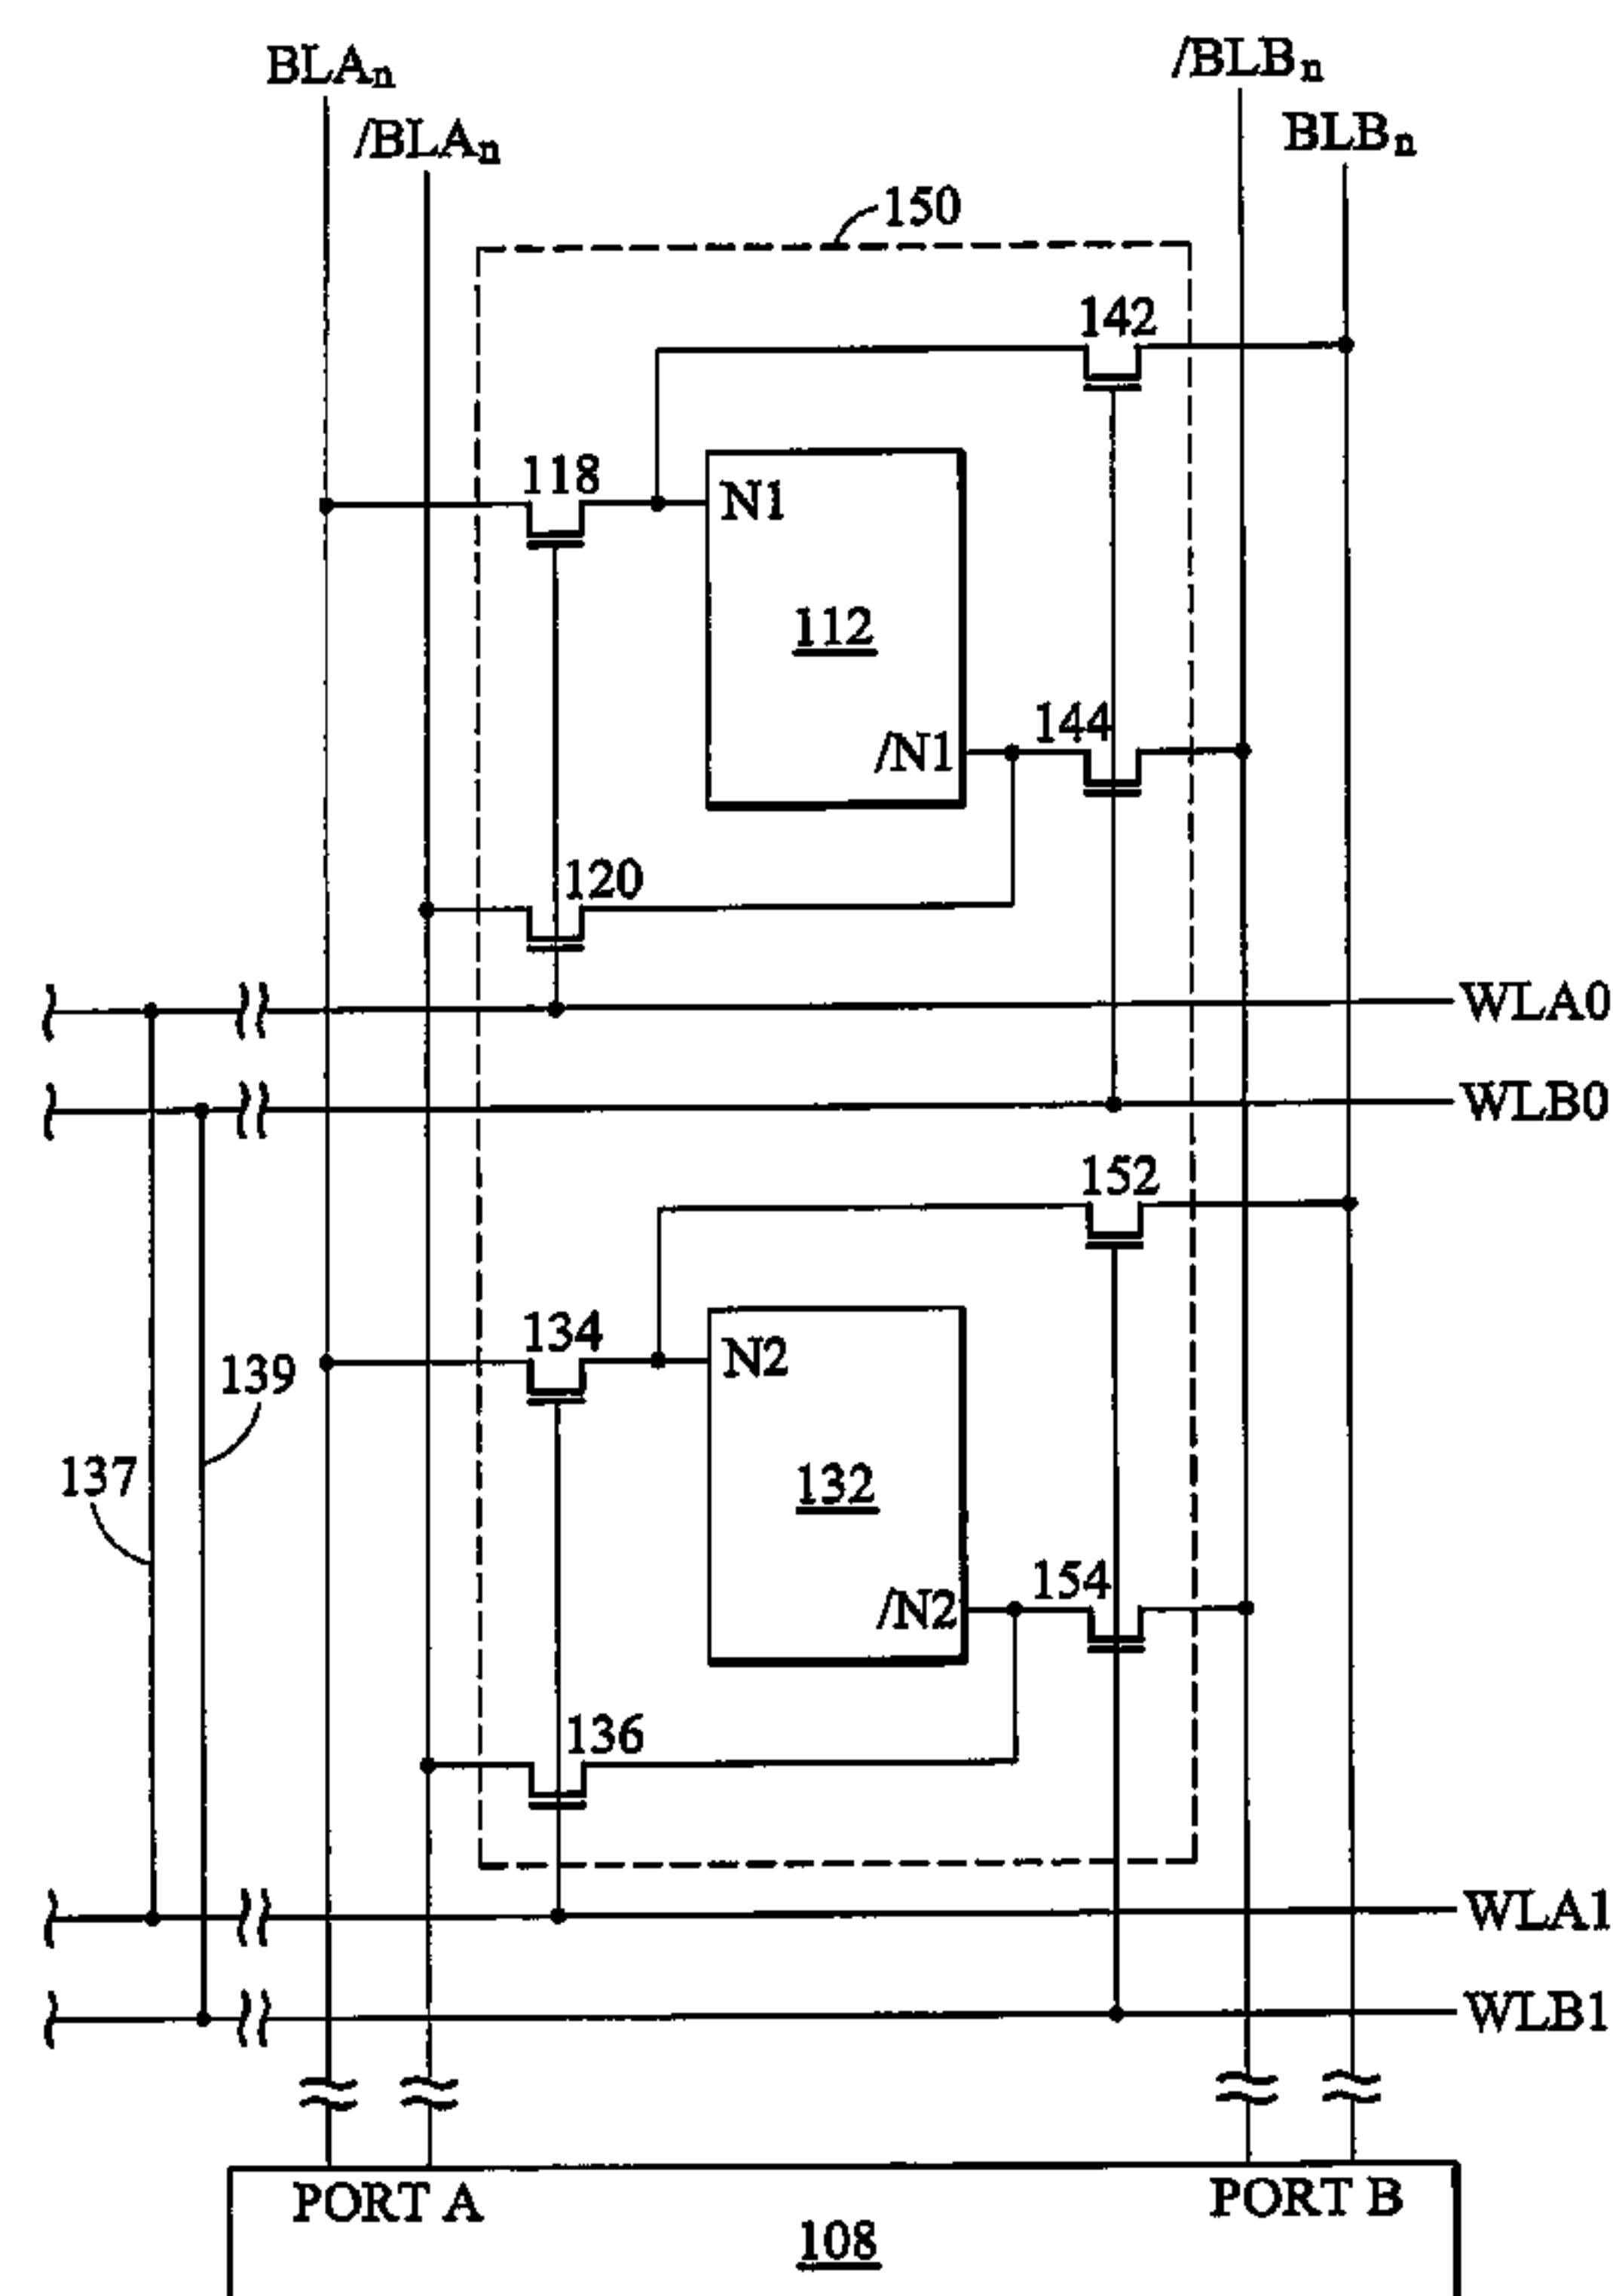 BLAn
/BLAn
/BLBn
BLBn
150
142
118
N1
112
144
/N1
120
WLA0
WLB0
152
134
N2
139
137
132
154
/N2
136
WLA1
WLB1
PORT A
PORT B
108